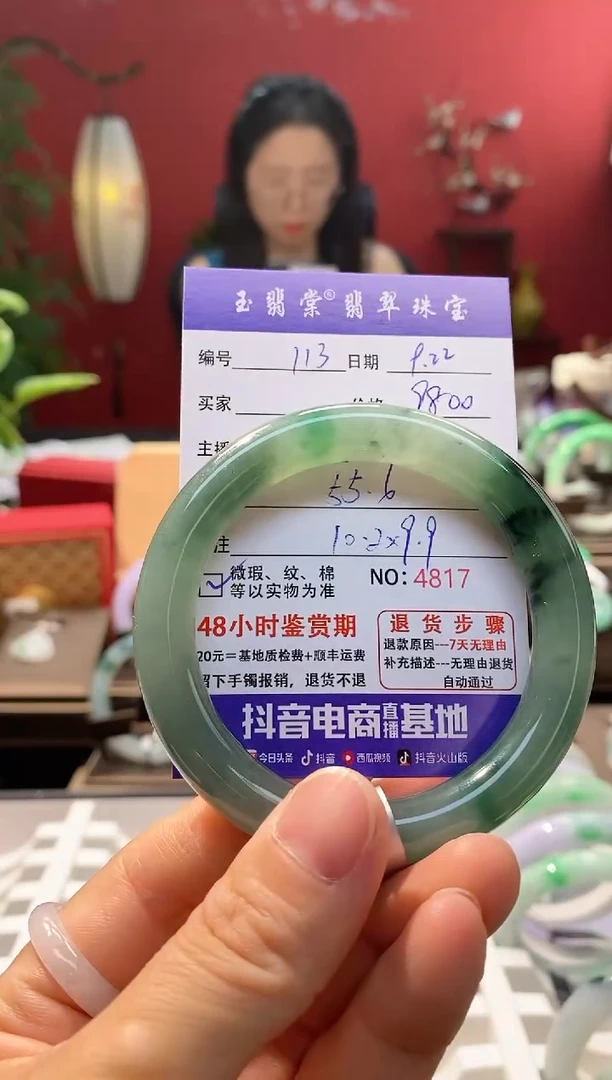 玉翡棠®翡翠珠宝
编号 113 日期 9.22
买家 8800
主播
55.6
注 10.3×9.9
微瑕、纹、棉
等以实物为准
NO: 4817
48小时鉴赏期
20元=基地质检费+顺丰运费
留下手镯报销,退货不退
退货步骤
退款原因---7天无理由
补充描述---无理由退货
自动通过
抖音电商直播基地
今日头条 抖音 西瓜视频 抖音火山版